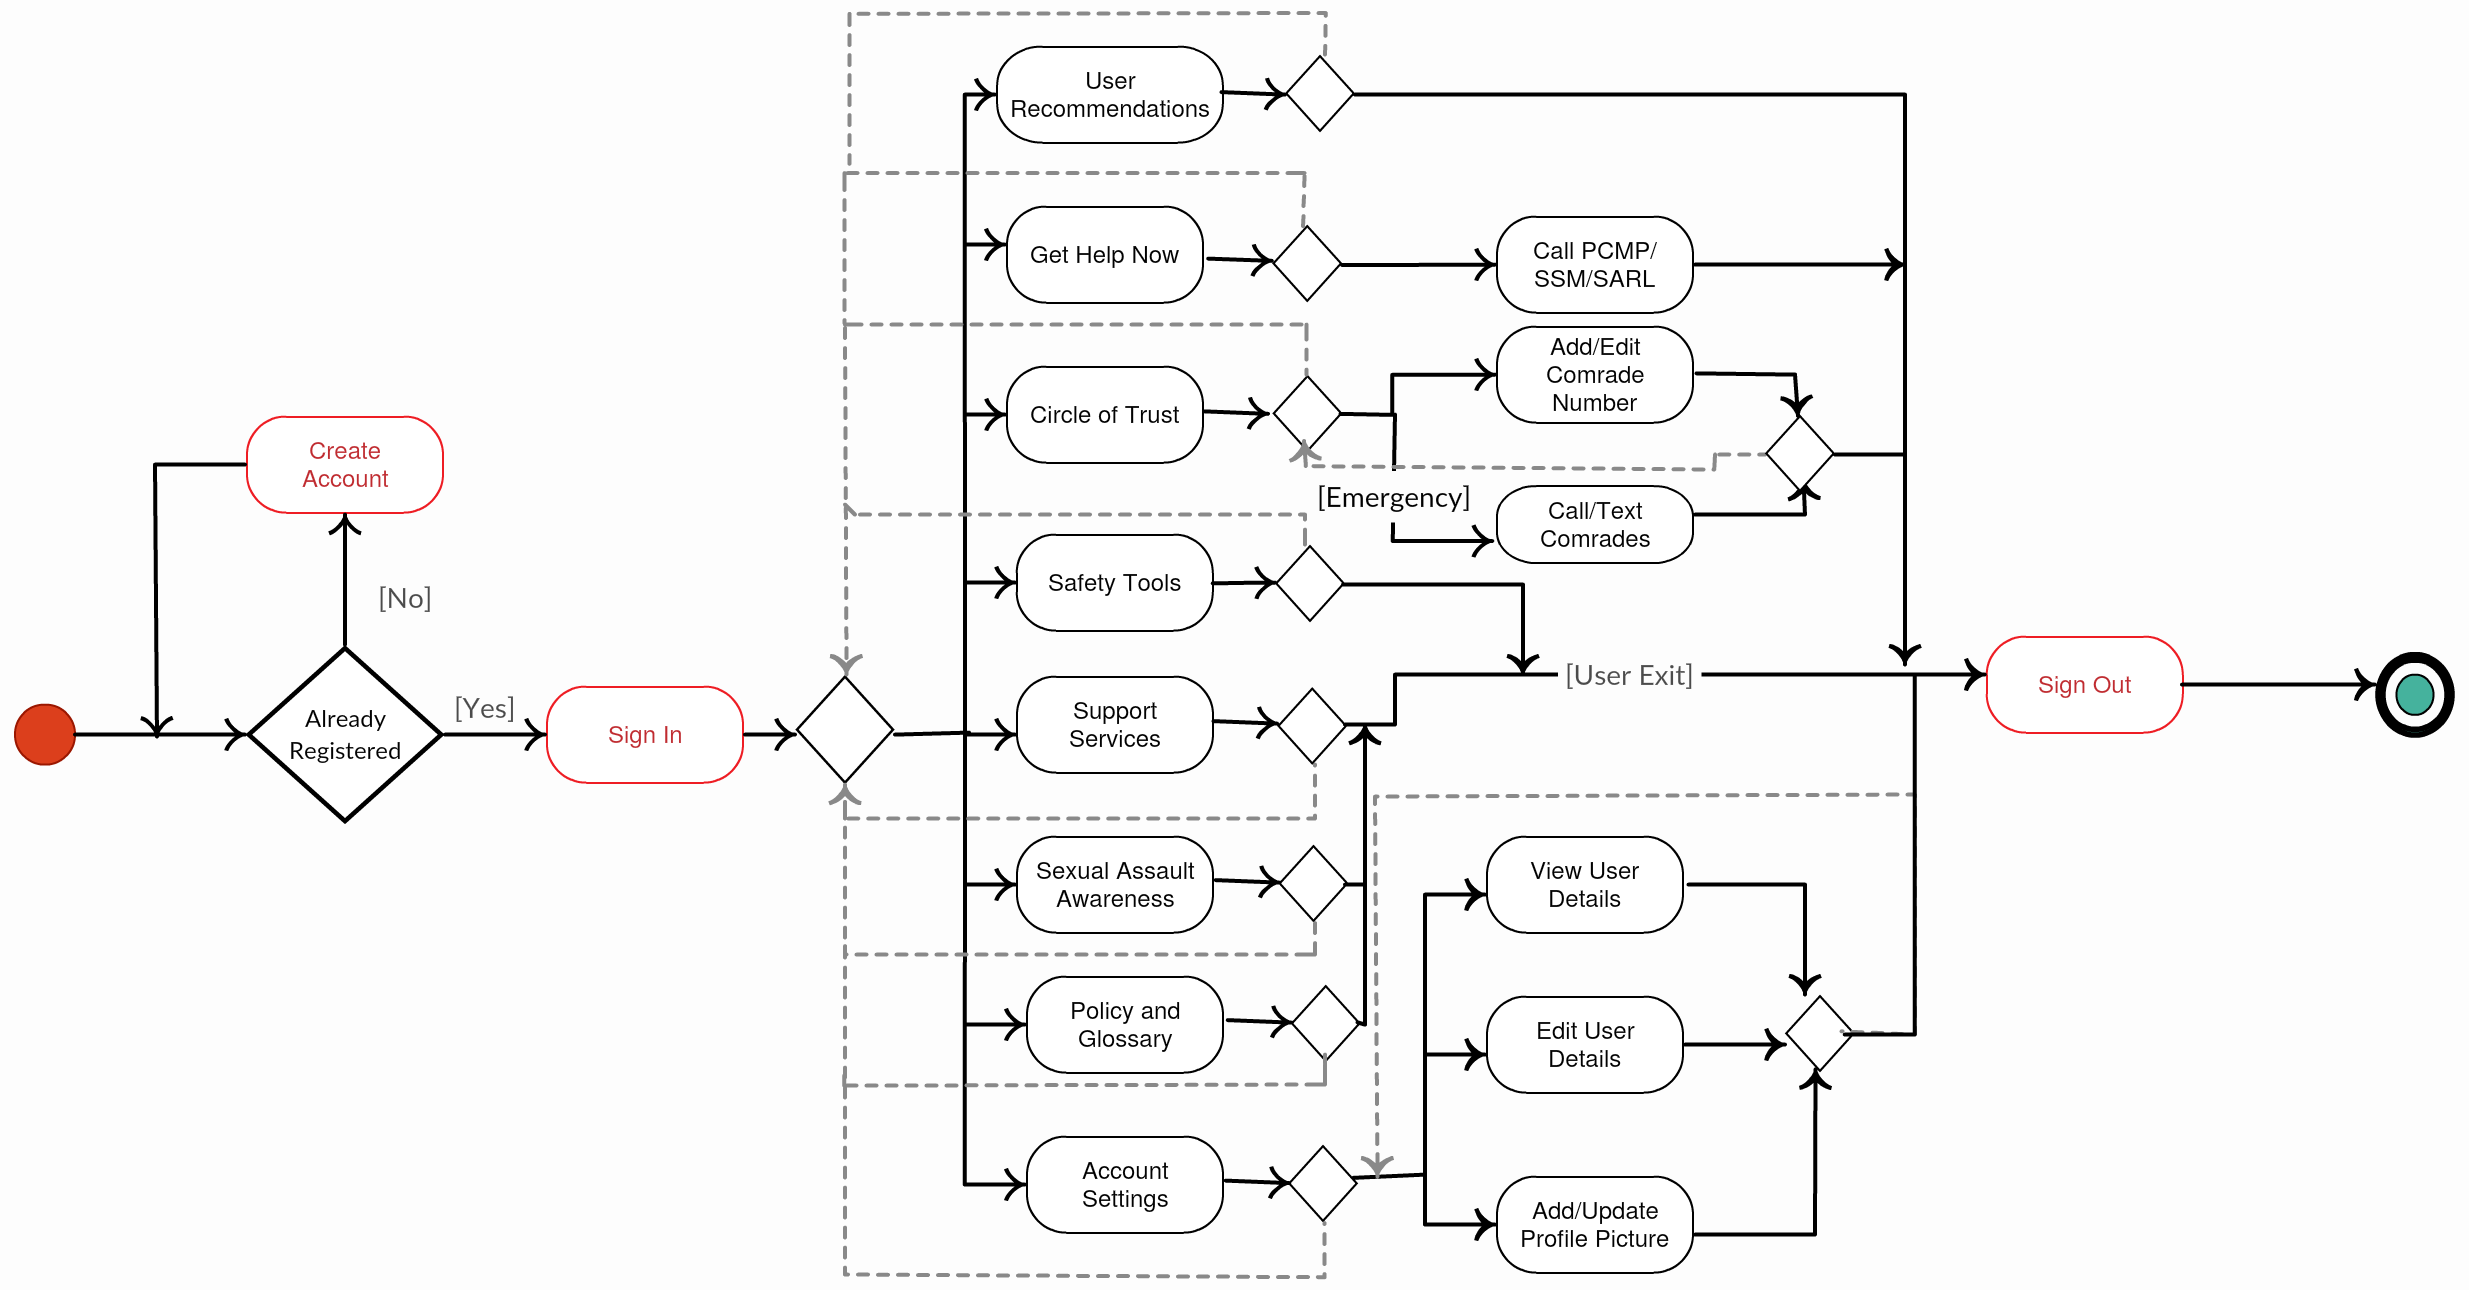 User
Recommendations
Get Help Now
Call PCMP/
SSM/SARL
Add/Edit
Comrade
Number
Circle of Trust
Create
Account
[Emergency]
Call/Text
Comrades
Safety Tools
[No]
[User Exit]
Sign Out
Already
Registered
[Yes]
Sign In
Support
Services
Sexual Assault
Awareness
View User
Details
Policy and
Glossary
Edit User
Details
Account
Settings
Add/Update
Profile Picture